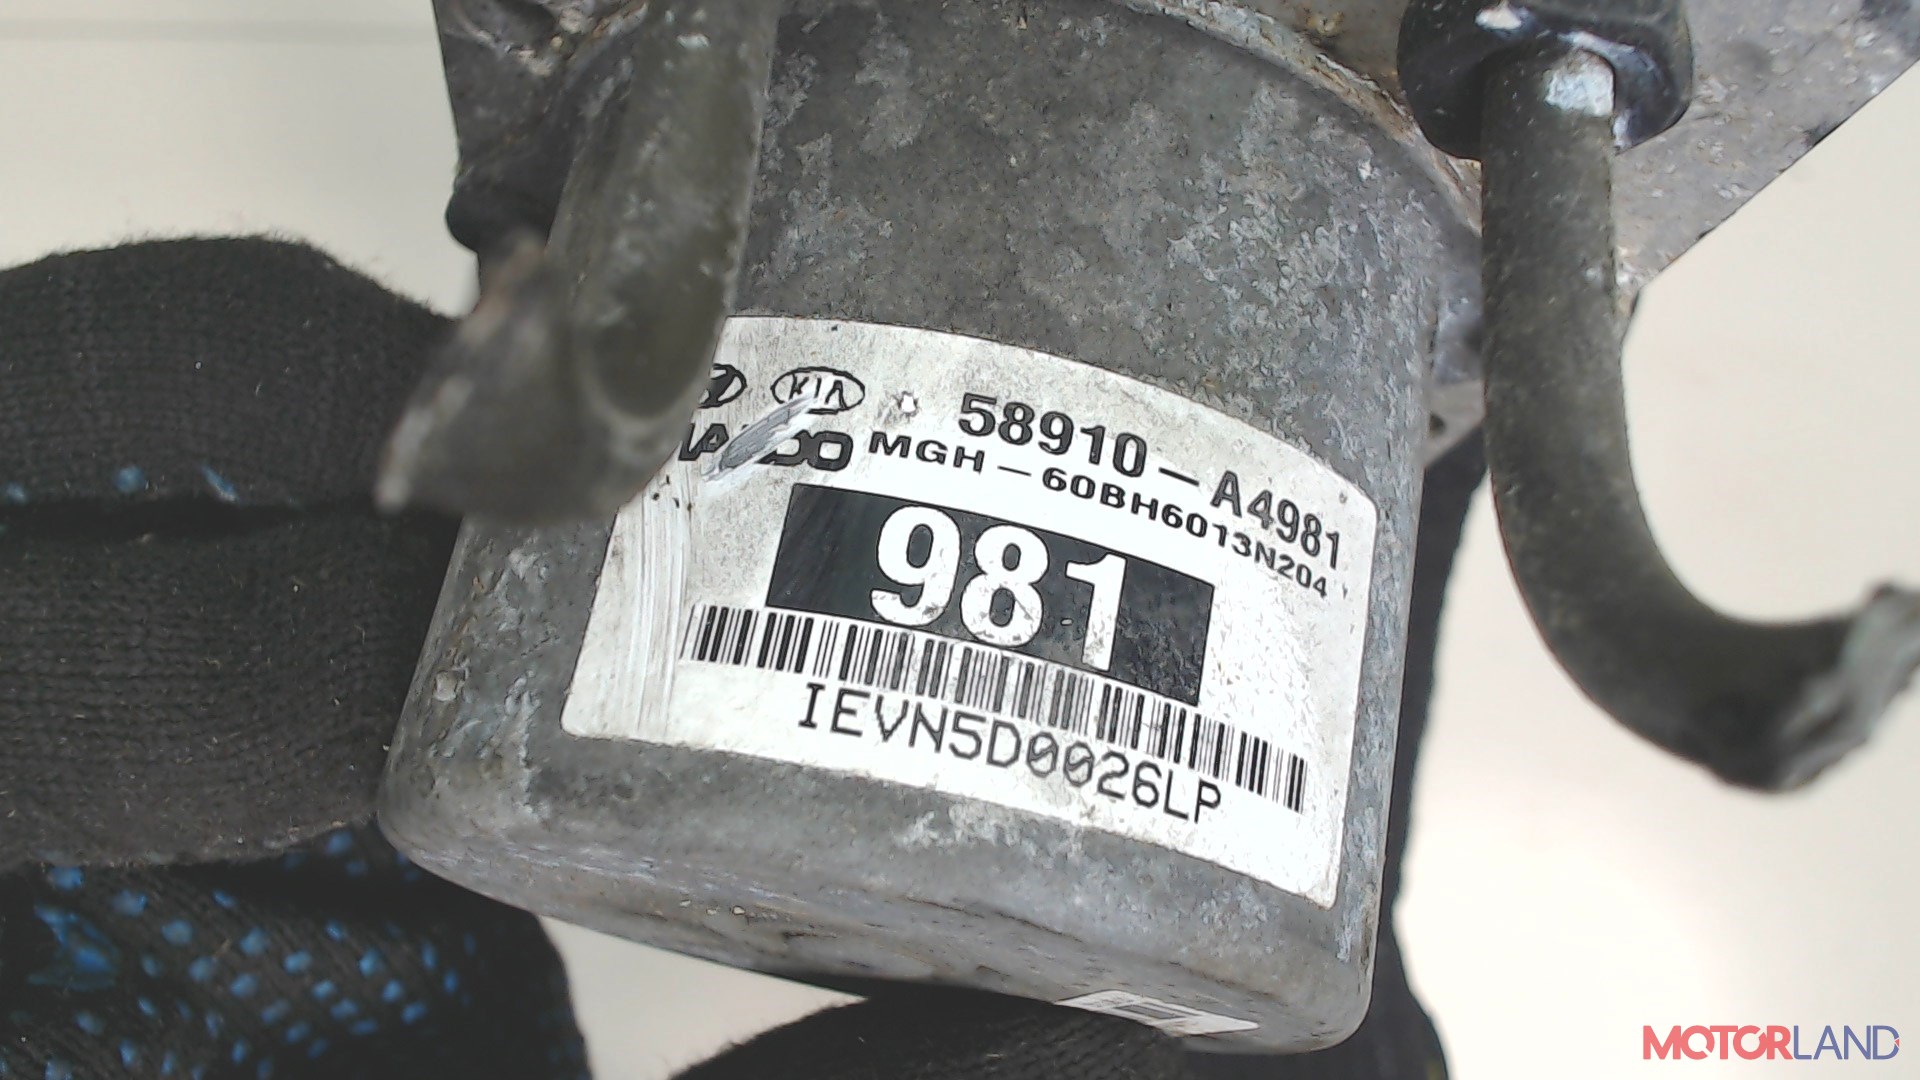 KIA
58910-A4981
MGH-60BH6013N204
981
IEVN5D0026LP
MOTORLAND